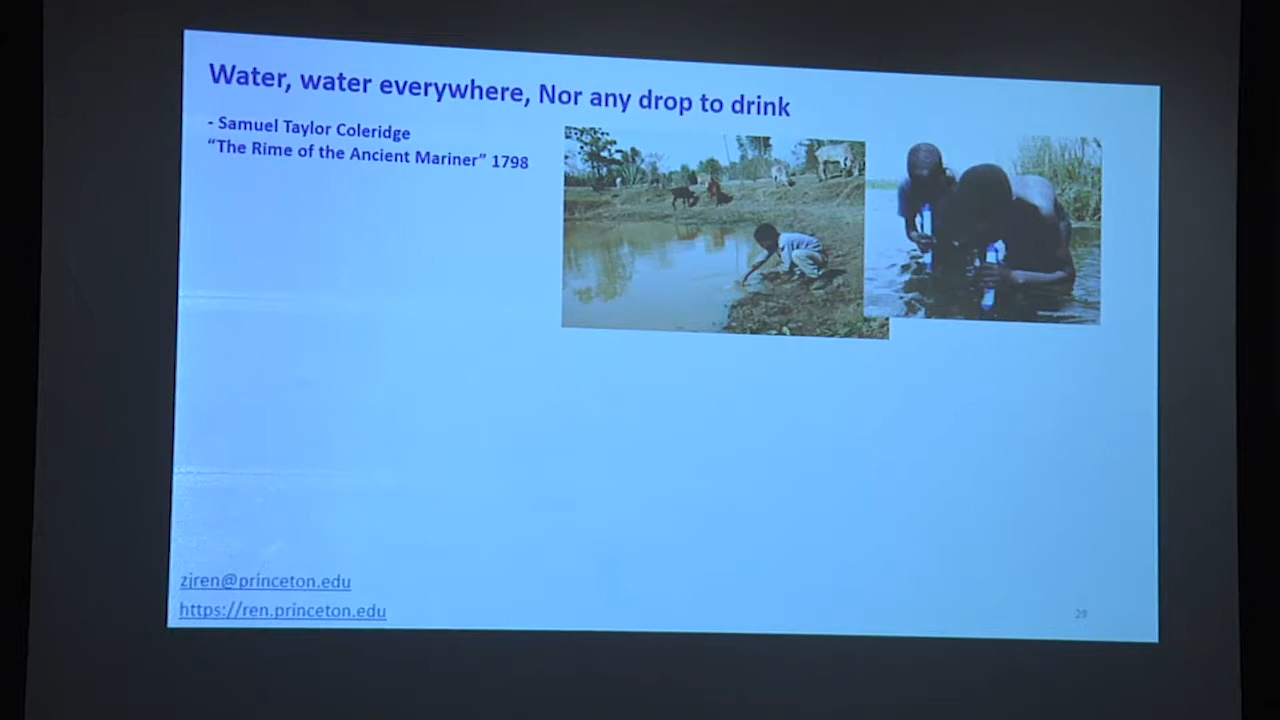 Water, water everywhere, Nor any drop to drink
- Samuel Taylor Coleridge
“The Rime of the Ancient Mariner” 1798
zjren@princeton.edu
https://ren.princeton.edu
29